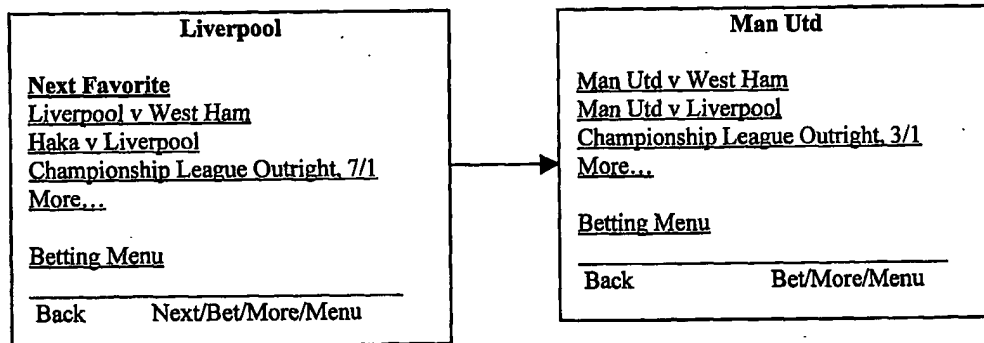 Liverpool
Next Favorite
Liverpool v West Ham
Haka v Liverpool
Championship League Outright, 7/1
More...
Betting Menu
Back Next/Bet/More/Menu
Man Utd
Man Utd v West Ham
Man Utd v Liverpool
Championship League Outright, 3/1
More...
Betting Menu
Back Bet/More/Menu